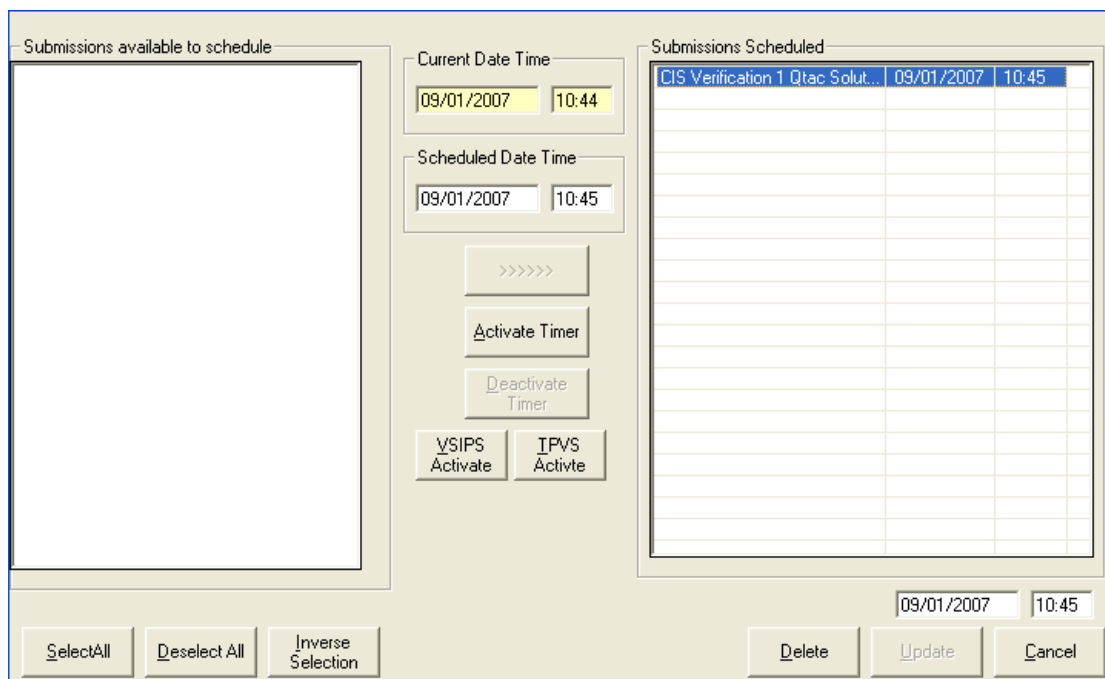 Submissions available to schedule
Current Date Time
09/01/2007 10:44
Scheduled Date Time
09/01/2007 10:45
>>>>>>
Activate Timer
Deactivate
Timer
VSIPS
Activate
TPVS
Activte
Submissions Scheduled
CIS Verification 1 Qtac Solut... 09/01/2007 10:45
09/01/2007 10:45
SelectAll
Deselect All
Inverse
Selection
Delete
Update
Cancel